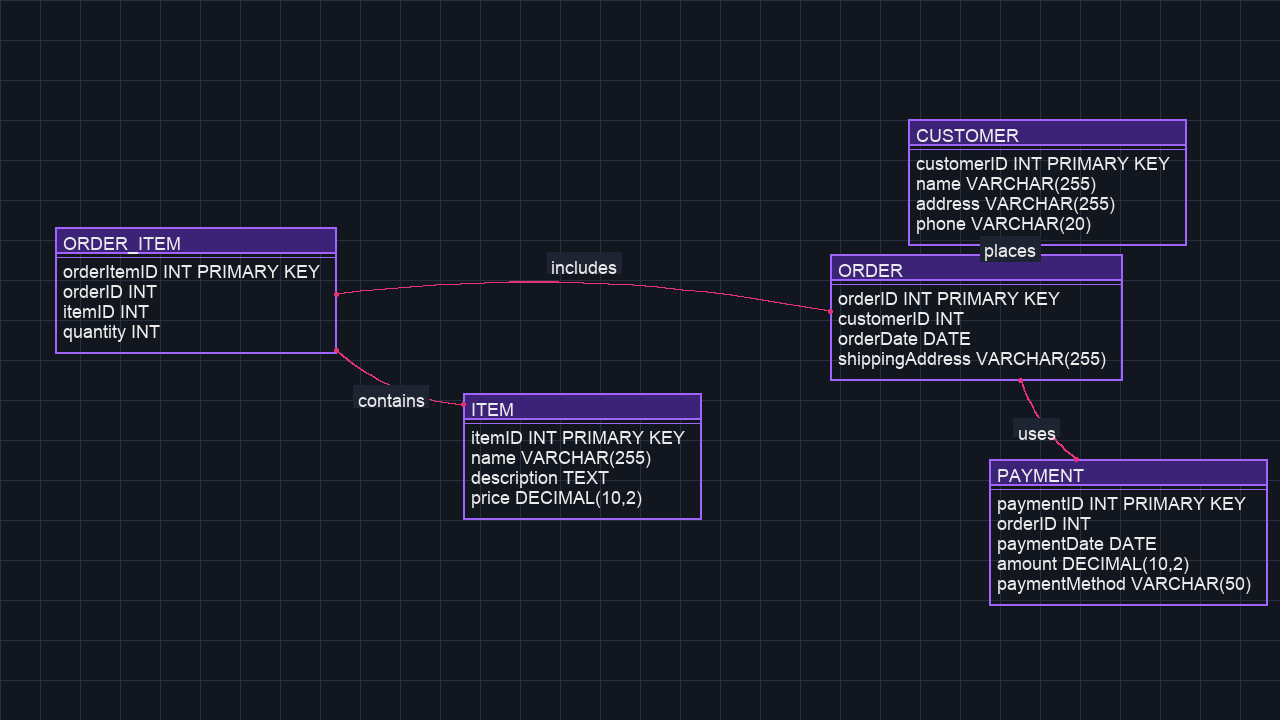 CUSTOMER
customerID INT PRIMARY KEY
name VARCHAR(255)
address VARCHAR(255)
phone VARCHAR(20)
places
ORDER_ITEM
orderItemID INT PRIMARY KEY
orderID INT
itemID INT
quantity INT
includes
ORDER
orderID INT PRIMARY KEY
customerID INT
orderDate DATE
shippingAddress VARCHAR(255)
contains
ITEM
itemID INT PRIMARY KEY
name VARCHAR(255)
description TEXT
price DECIMAL(10,2)
uses
PAYMENT
paymentID INT PRIMARY KEY
orderID INT
paymentDate DATE
amount DECIMAL(10,2)
paymentMethod VARCHAR(50)